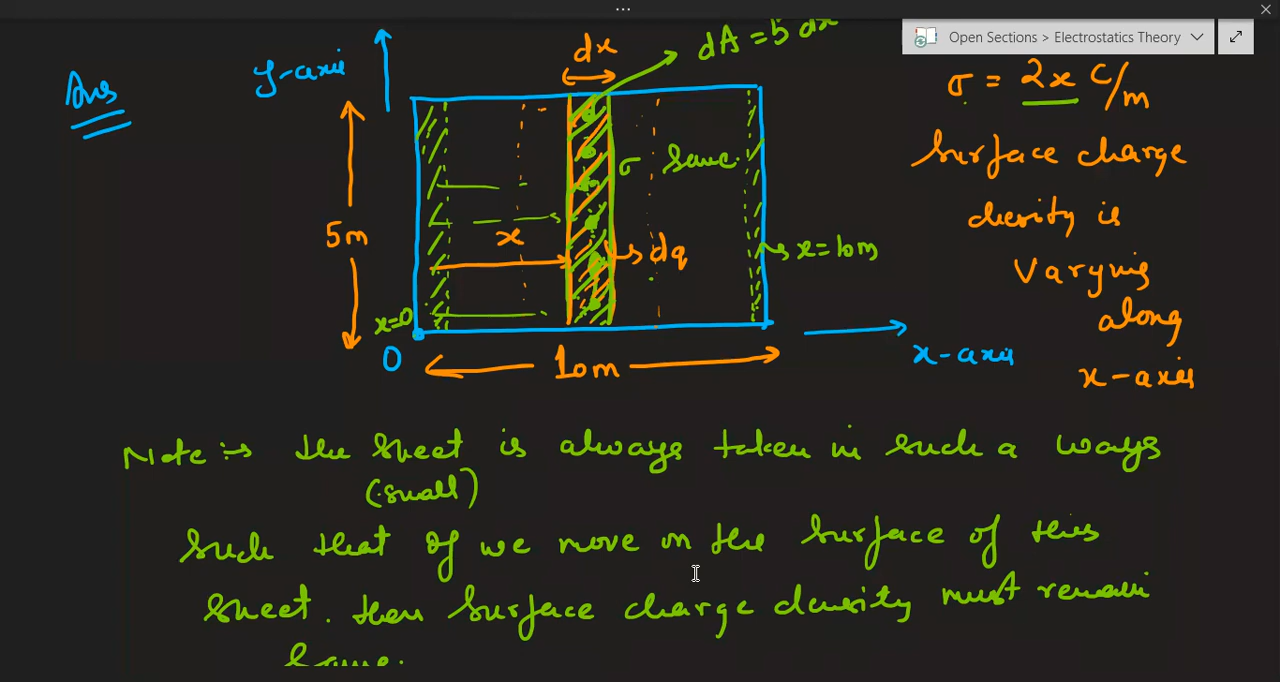 Open Sections > Electrostatics Theory
Ans
y-axis
dx
dA = 5 dx
σ = 2x C/m
Surface charge
density is
Varying
along
x-axis
σ same.
5m
x
dq
x=10m
x=0
0
10m
x-axis
Note :→ the sheet is always taken in such a ways
(small)
Such that if we move on the surface of this
sheet. then surface charge density must remain
Same.